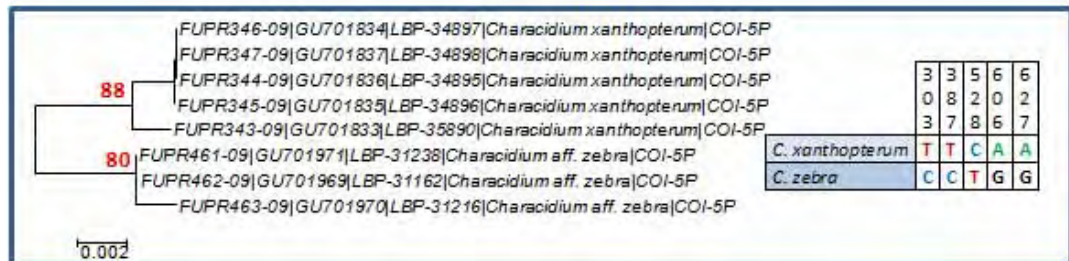 FUPR346-09|GU701834|LBP-34897|Characidium xanthopterum|COI-5P
FUPR347-09|GU701837|LBP-34898|Characidium xanthopterum|COI-5P
FUPR344-09|GU701836|LBP-34895|Characidium xanthopterum|COI-5P
FUPR345-09|GU701835|LBP-34896|Characidium xanthopterum|COI-5P
88
FUPR343-09|GU701833|LBP-35890|Characidium xanthopterum|COI-5P
80
FUPR461-09|GU701971|LBP-31238|Characidium aff. zebra|COI-5P
FUPR462-09|GU701969|LBP-31162|Characidium aff. zebra|COI-5P
FUPR463-09|GU701970|LBP-31216|Characidium aff. zebra|COI-5P
0.002
3 3 5 6 6
0 8 2 0 2
3 7 8 6 7
C. xanthopterum T T C A A
C. zebra C C T G G